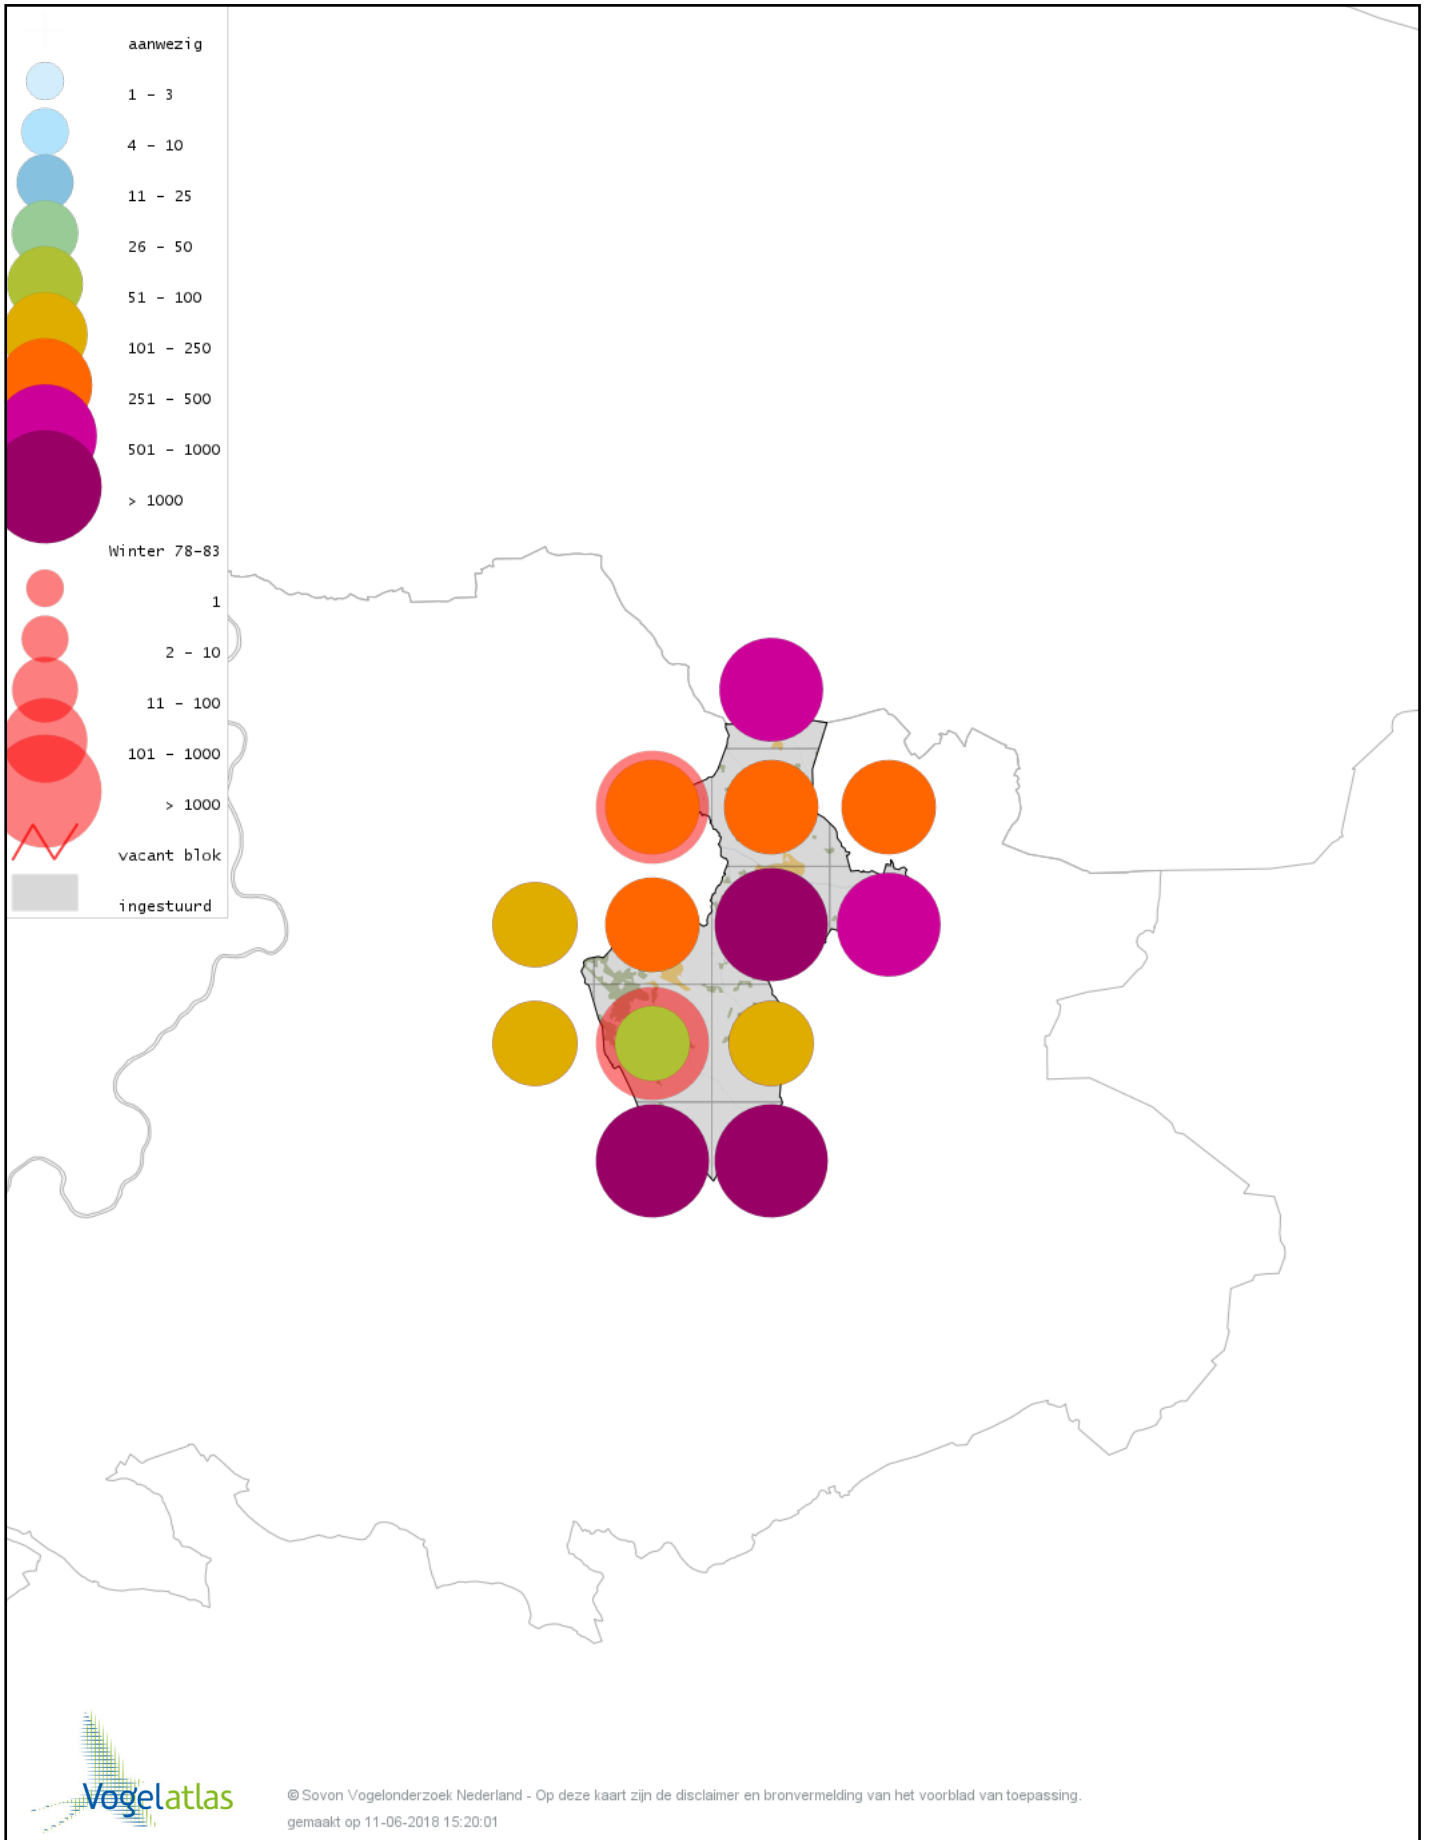 aanwezig
1 - 3
4 - 10
11 - 25
26 - 50
51 - 100
101 - 250
251 - 500
501 - 1000
> 1000
Winter 78-83
1
2 - 10
11 - 100
101 - 1000
> 1000
vacant blok
ingestuurd
Vogelatlas
© Sovon Vogelonderzoek Nederland - Op deze kaart zijn de disclaimer en bronvermelding van het voorblad van toepassing.
gemaakt op 11-06-2018 15:20:01